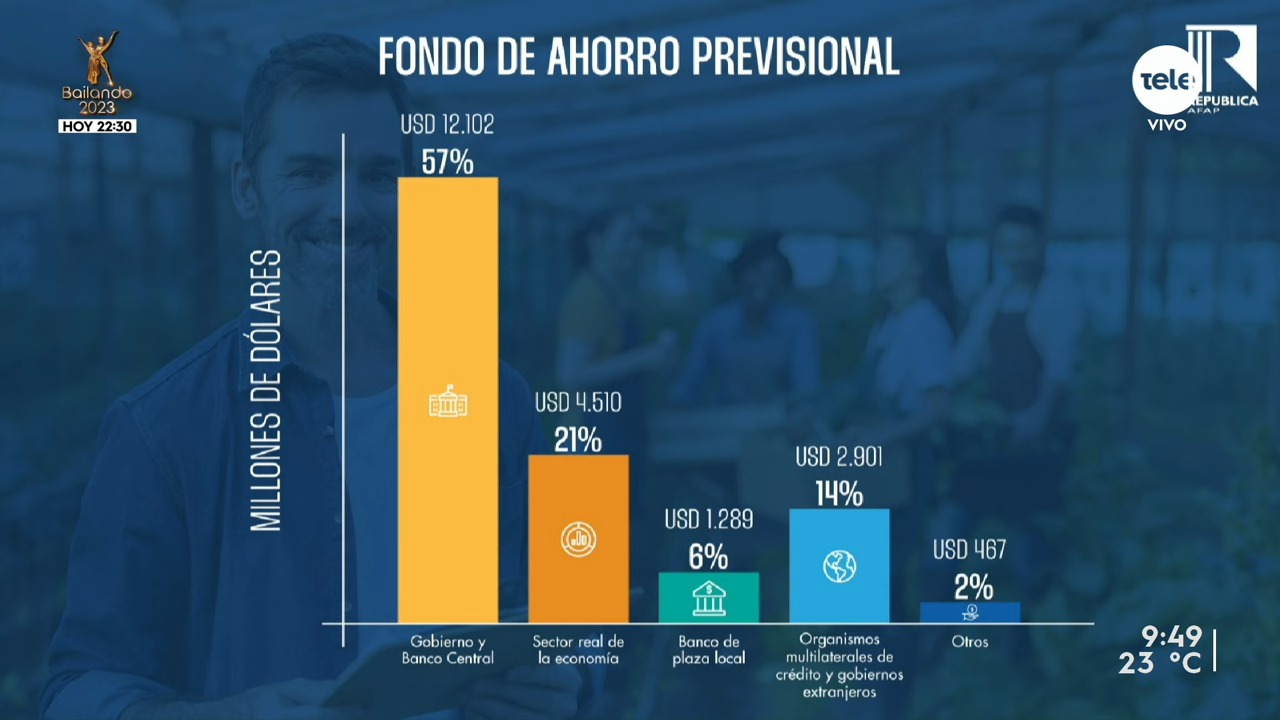 FONDO DE AHORRO PREVISIONAL
Bailando
2023
HOY 22:30
tele
VIVO
R
REPUBLICA
AFAP
MILLONES DE DÓLARES
USD 12.102
57%
USD 4.510
21%
USD 1.289
6%
USD 2.901
14%
USD 467
2%
Gobierno y
Banco Central
Sector real de
la economía
Banca de
plaza local
Organismos
multilaterales de
crédito y gobiernos
extranjeros
Otros
9:49
23 °C